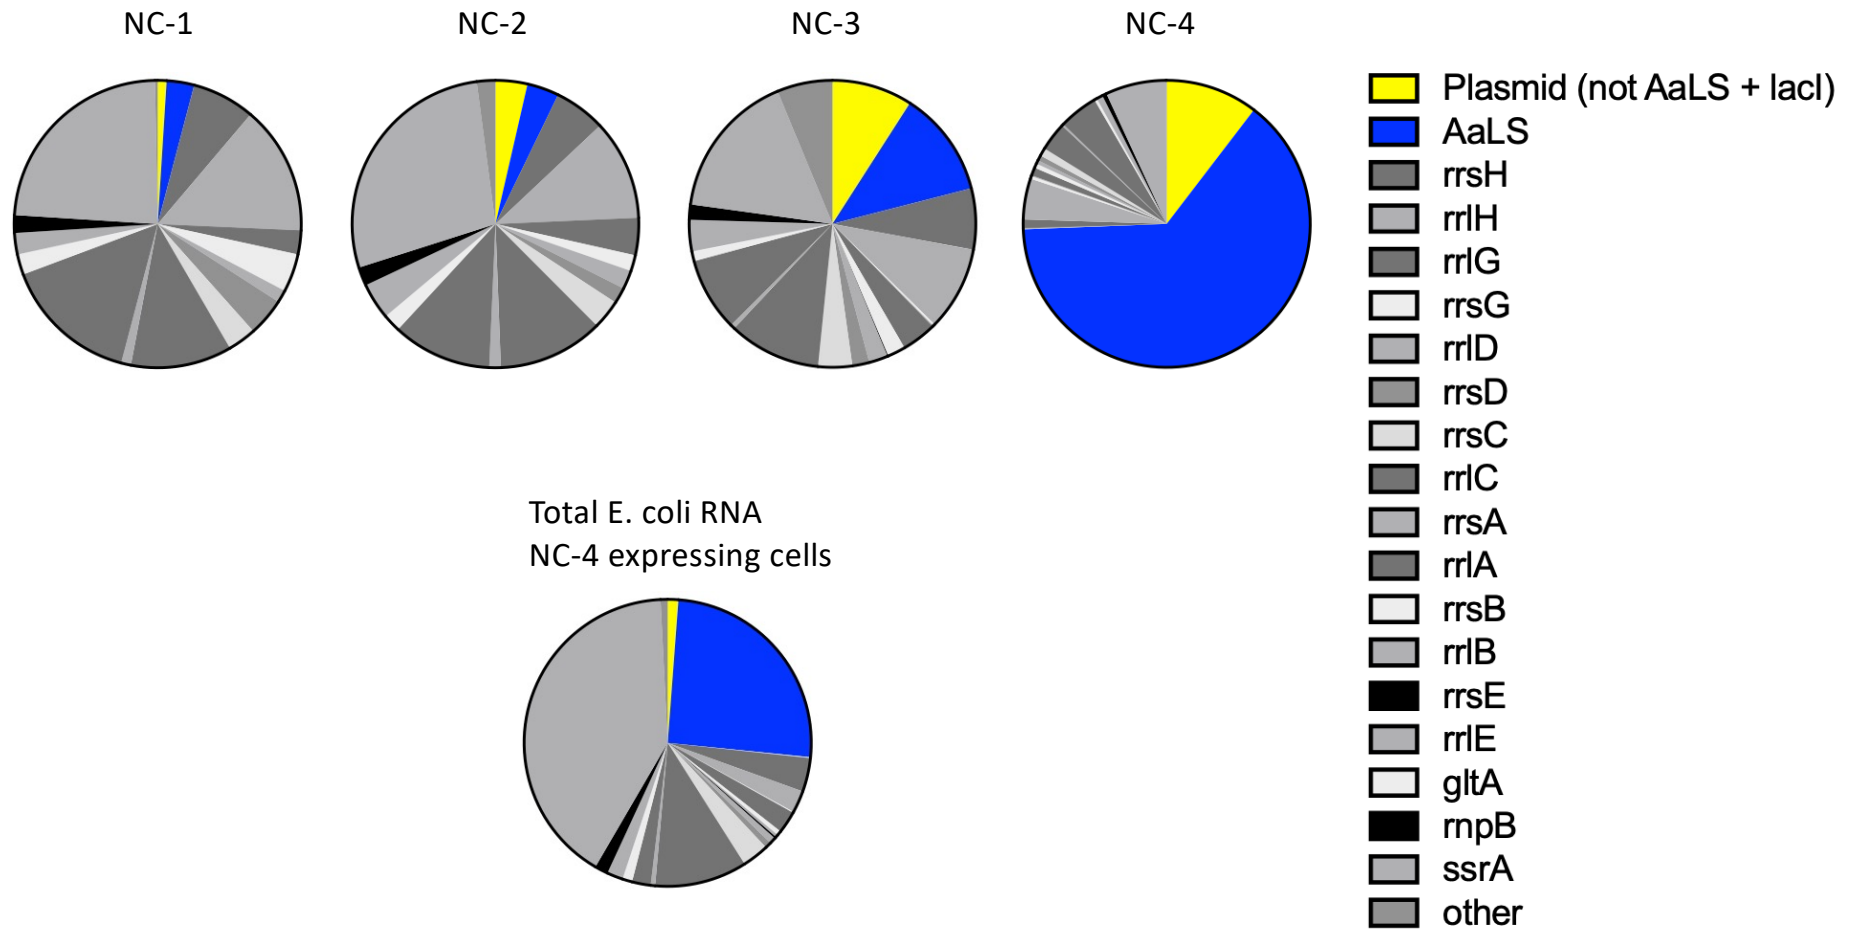 NC-1
NC-2
NC-3
NC-4
Plasmid (not AaLS + lacI)
AaLS
rrsH
rrlH
rrlG
rrsG
rrlD
rrsD
rrsC
rrlC
rrsA
rrlA
rrsB
rrlB
rrsE
rrlE
gltA
rnpB
ssrA
other
Total E. coli RNA
NC-4 expressing cells